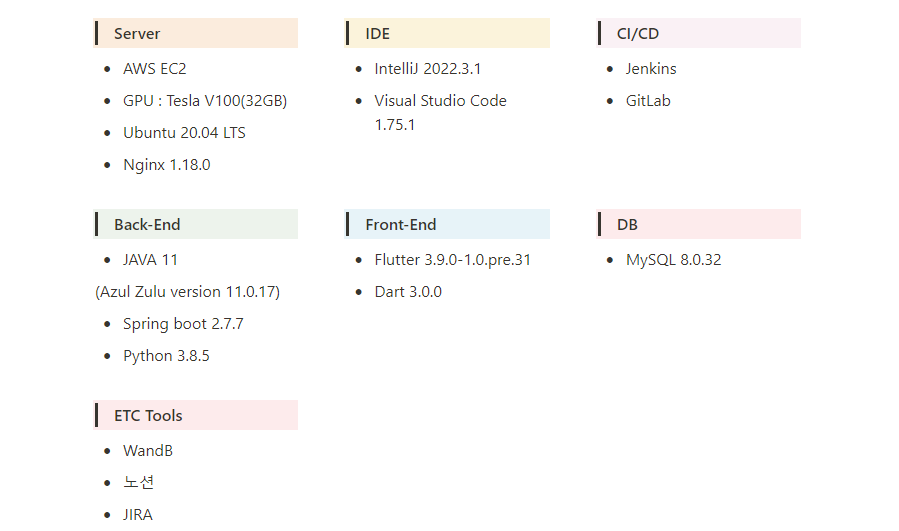 Server
• AWS EC2
• GPU : Tesla V100(32GB)
• Ubuntu 20.04 LTS
• Nginx 1.18.0
IDE
• IntelliJ 2022.3.1
• Visual Studio Code
1.75.1
CI/CD
• Jenkins
• GitLab
Back-End
• JAVA 11
(Azul Zulu version 11.0.17)
• Spring boot 2.7.7
• Python 3.8.5
Front-End
• Flutter 3.9.0-1.0.pre.31
• Dart 3.0.0
DB
• MySQL 8.0.32
ETC Tools
• WandB
• 노션
• JIRA